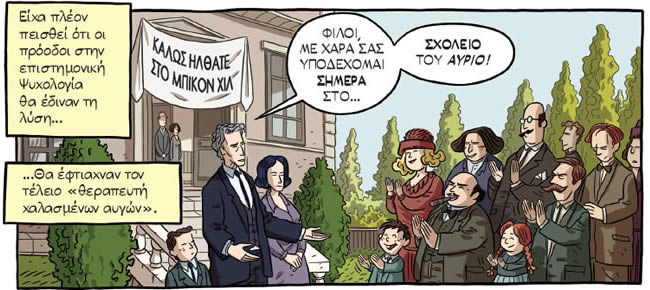 Είχα πλέον
πεισθεί ότι οι
πρόοδοι στην
επιστημονική
Ψυχολογία
θα έδιναν τη
λύση...
...Θα έφτιαχναν τον
τέλειο «θεραπευτή
χαλασμένων αυγών».
ΚΑΛΩΣ ΗΛΘΑΤΕ
ΣΤΟ ΜΠΙΚΟΝ ΧΙΛ
ΦΙΛΟΙ,
ΜΕ ΧΑΡΑ ΣΑΣ
ΥΠΟΔΕΧΟΜΑΙ
ΣΗΜΕΡΑ
ΣΤΟ...
ΣΧΟΛΕΙΟ
ΤΟΥ ΑΥΡΙΟ!